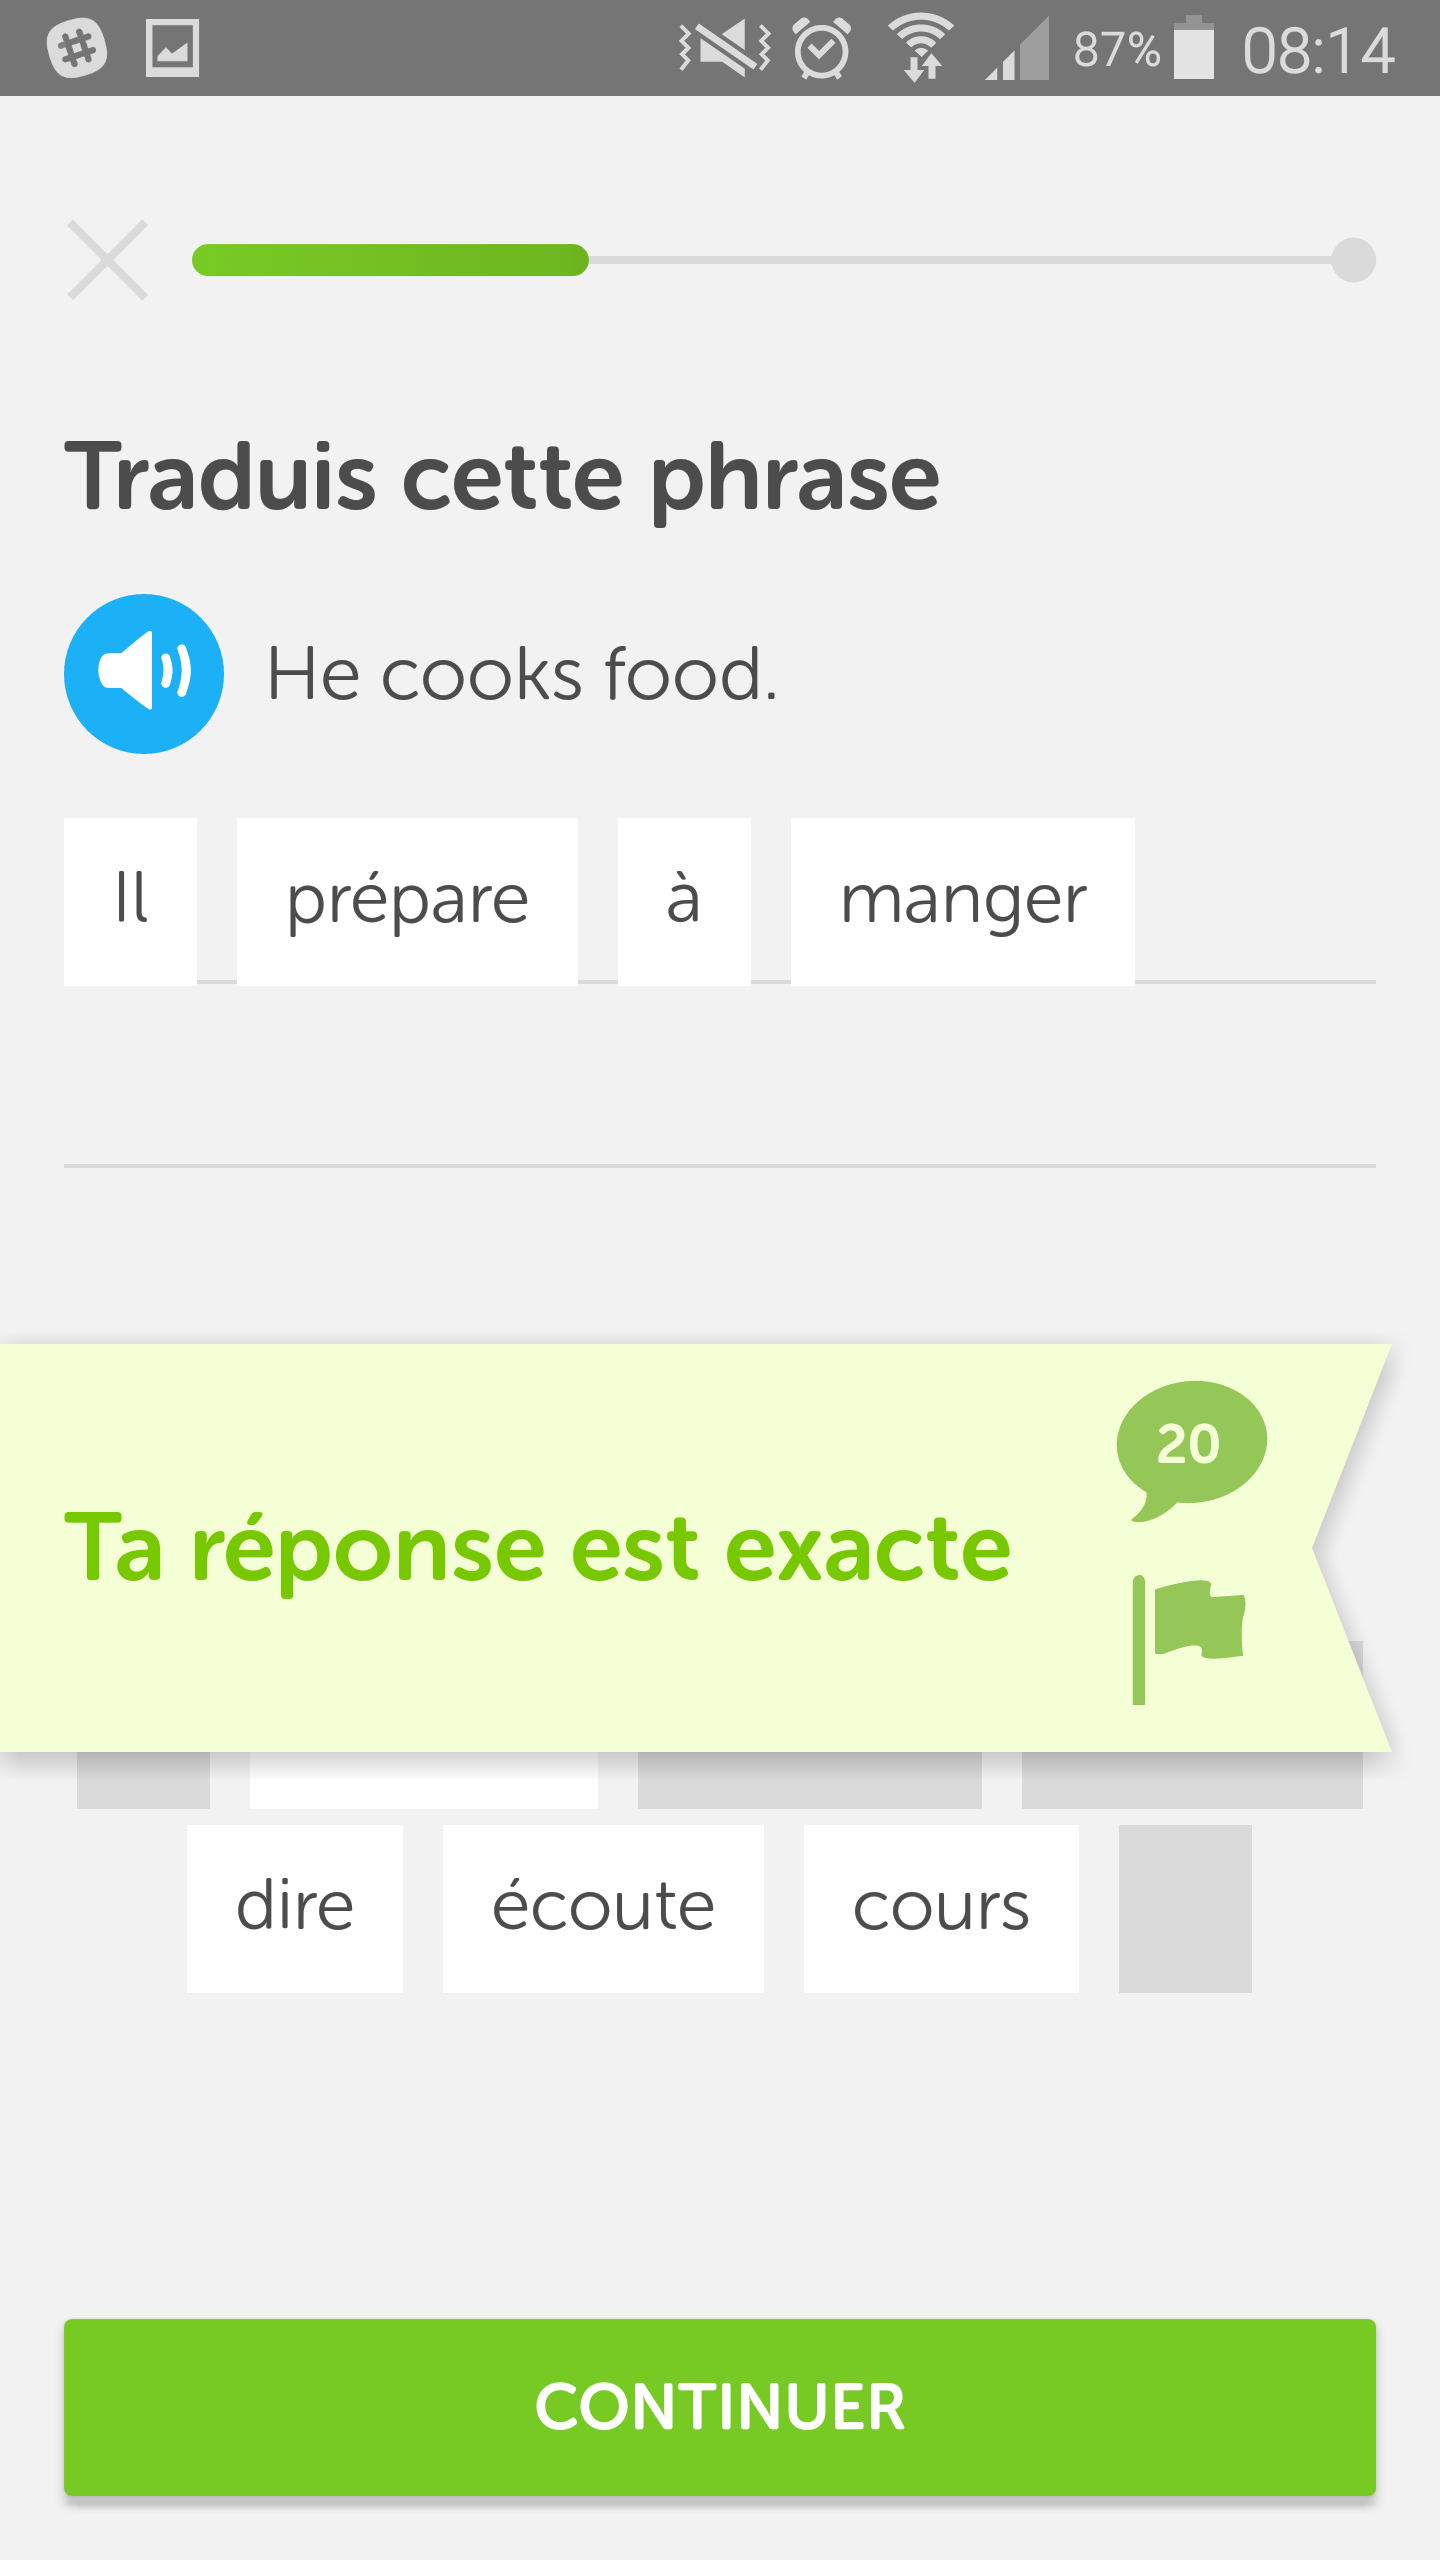 87% 08:14
Traduis cette phrase
He cooks food.
Il prépare à manger
20
Ta réponse est exacte
dire écoute cours
CONTINUER